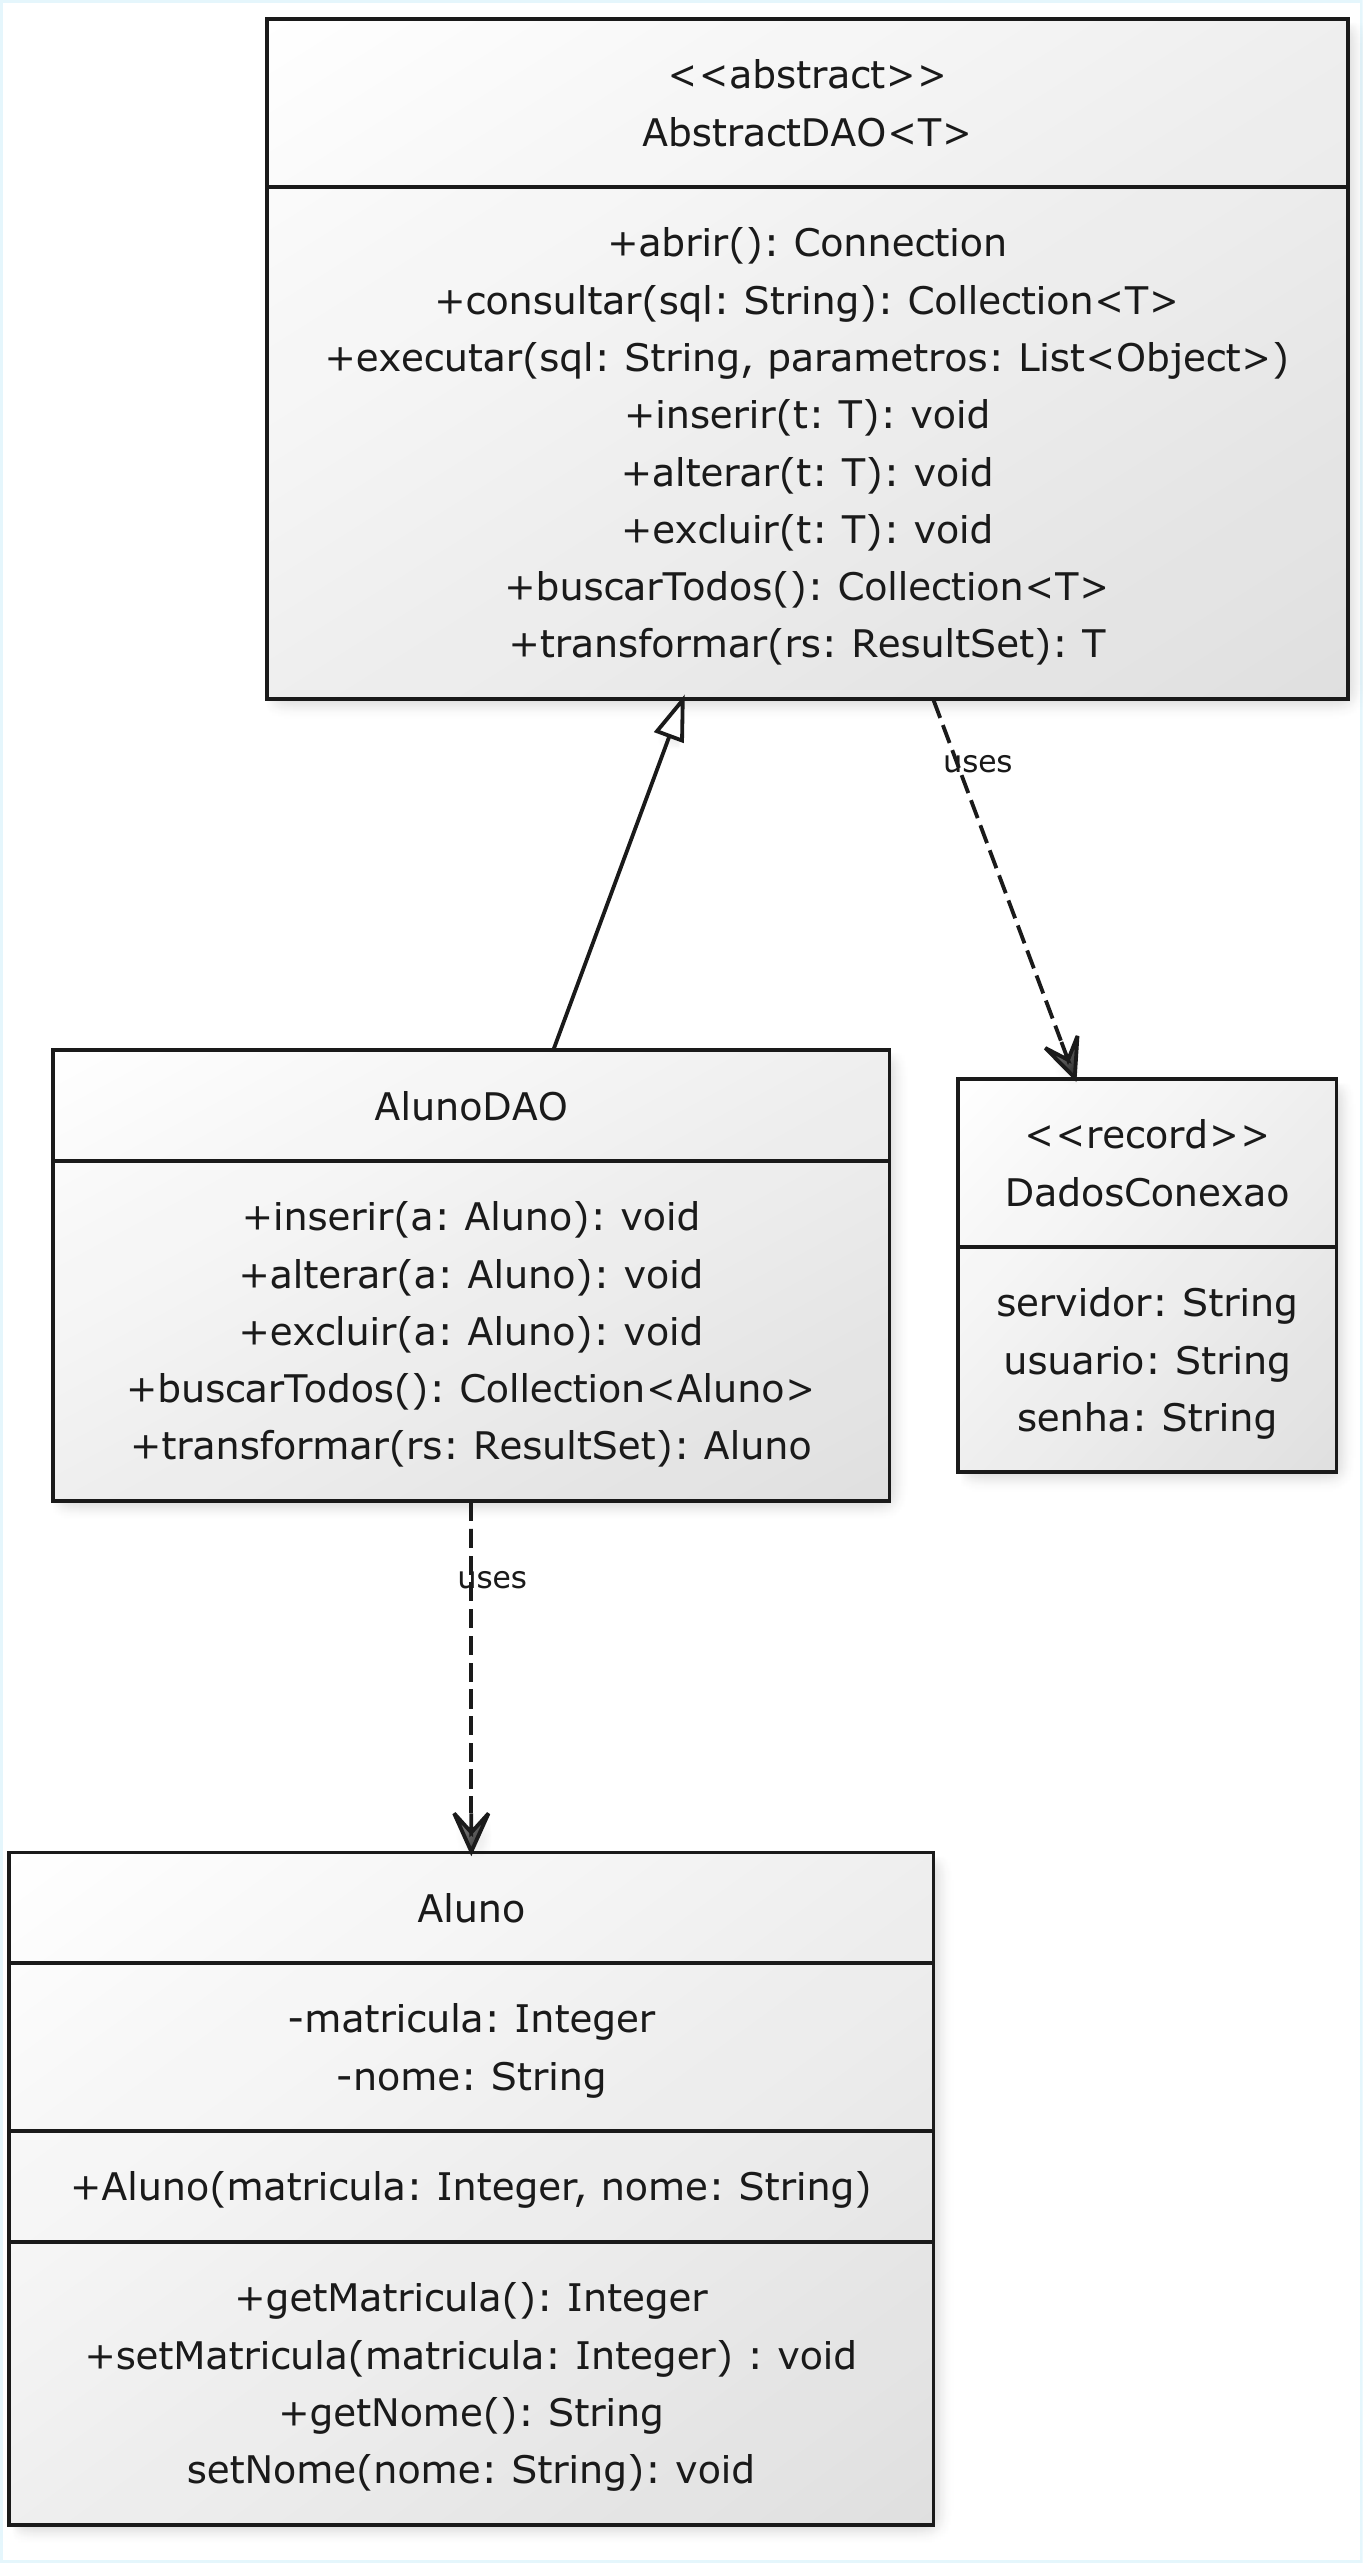 <<abstract>>
AbstractDAO<T>
+abrir(): Connection
+consultar(sql: String): Collection<T>
+executar(sql: String, parametros: List<Object>)
+inserir(t: T): void
+alterar(t: T): void
+excluir(t: T): void
+buscarTodos(): Collection<T>
+transformar(rs: ResultSet): T
uses
AlunoDAO
+inserir(a: Aluno): void
+alterar(a: Aluno): void
+excluir(a: Aluno): void
+buscarTodos(): Collection<Aluno>
+transformar(rs: ResultSet): Aluno
<<record>>
DadosConexao
servidor: String
usuario: String
senha: String
uses
Aluno
-matricula: Integer
-nome: String
+Aluno(matricula: Integer, nome: String)
+getMatricula(): Integer
+setMatricula(matricula: Integer) : void
+getNome(): String
setNome(nome: String): void